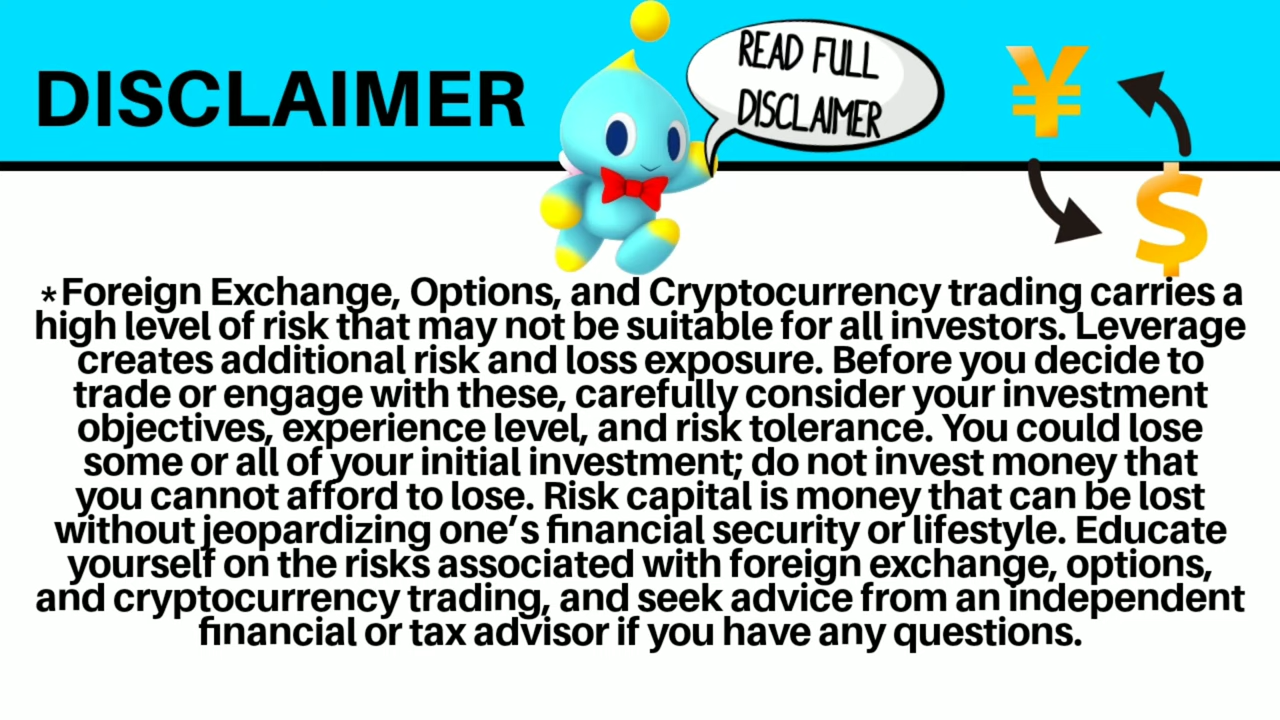 DISCLAIMER
READ FULL
DISCLAIMER
¥
$
*Foreign Exchange, Options, and Cryptocurrency trading carries a
high level of risk that may not be suitable for all investors. Leverage
creates additional risk and loss exposure. Before you decide to
trade or engage with these, carefully consider your investment
objectives, experience level, and risk tolerance. You could lose
some or all of your initial investment; do not invest money that
you cannot afford to lose. Risk capital is money that can be lost
without jeopardizing one’s financial security or lifestyle. Educate
yourself on the risks associated with foreign exchange, options,
and cryptocurrency trading, and seek advice from an independent
financial or tax advisor if you have any questions.